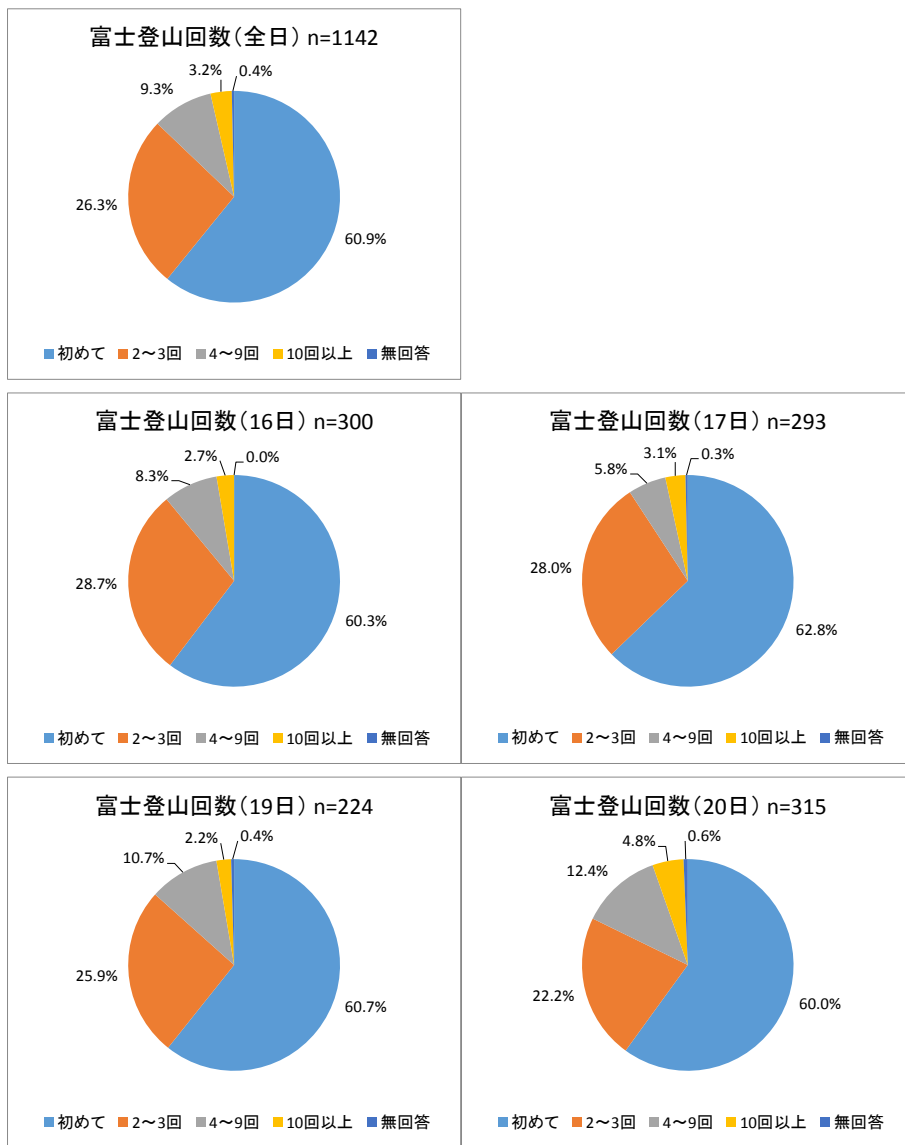 富士登山回数(全日) n=1142
3.2%
0.4%
9.3%
26.3%
60.9%
初めて 2～3回 4～9回 10回以上 無回答
富士登山回数(16日) n=300
2.7%
0.0%
8.3%
28.7%
60.3%
初めて 2～3回 4～9回 10回以上 無回答
富士登山回数(17日) n=293
3.1%
0.3%
5.8%
28.0%
62.8%
初めて 2～3回 4～9回 10回以上 無回答
富士登山回数(19日) n=224
2.2%
0.4%
10.7%
25.9%
60.7%
初めて 2～3回 4～9回 10回以上 無回答
富士登山回数(20日) n=315
4.8%
0.6%
12.4%
22.2%
60.0%
初めて 2～3回 4～9回 10回以上 無回答